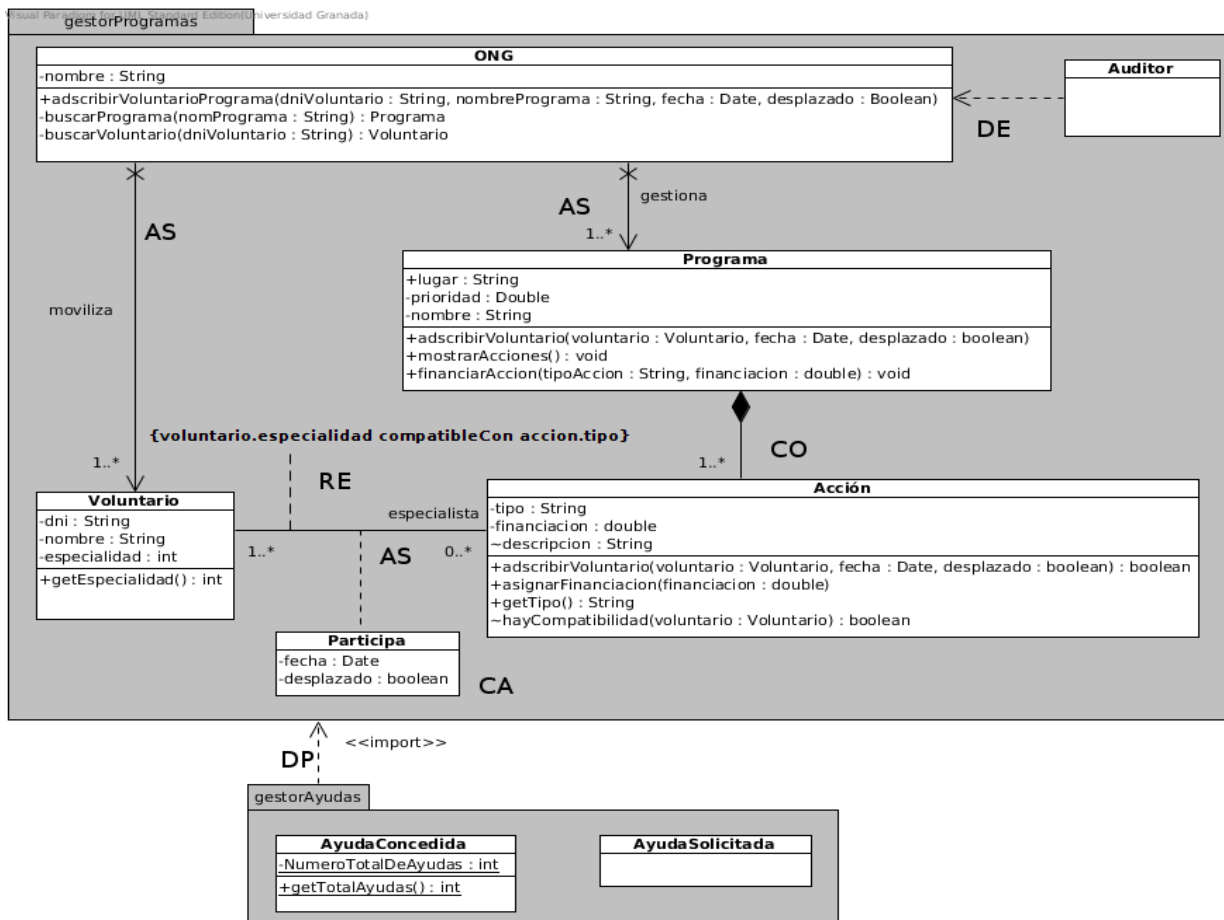 Visual Paradigm for UML Standard Edition(Universidad Granada)
gestorProgramas
ONG
-nombre : String
+adscribirVoluntarioPrograma(dniVoluntario : String, nombrePrograma : String, fecha : Date, desplazado : Boolean)
-buscarPrograma(nomPrograma : String) : Programa
-buscarVoluntario(dniVoluntario : String) : Voluntario
Auditor
DE
AS
moviliza
1..*
AS
gestiona
1..*
Programa
+lugar : String
-prioridad : Double
-nombre : String
+adscribirVoluntario(voluntario : Voluntario, fecha : Date, desplazado : boolean)
+mostrarAcciones() : void
+financiarAccion(tipoAccion : String, financiacion : double) : void
CO
1..*
{voluntario.especialidad compatibleCon accion.tipo}
RE
Voluntario
-dni : String
-nombre : String
-especialidad : int
+getEspecialidad() : int
1..*
AS
especialista
0..*
Acción
-tipo : String
-financiacion : double
~descripcion : String
+adscribirVoluntario(voluntario : Voluntario, fecha : Date, desplazado : boolean) : boolean
+asignarFinanciacion(financiacion : double)
+getTipo() : String
~hayCompatibilidad(voluntario : Voluntario) : boolean
Participa
-fecha : Date
-desplazado : boolean
CA
DP
<<import>>
gestorAyudas
AyudaConcedida
-NumeroTotalDeAyudas : int
+getTotalAyudas() : int
AyudaSolicitada